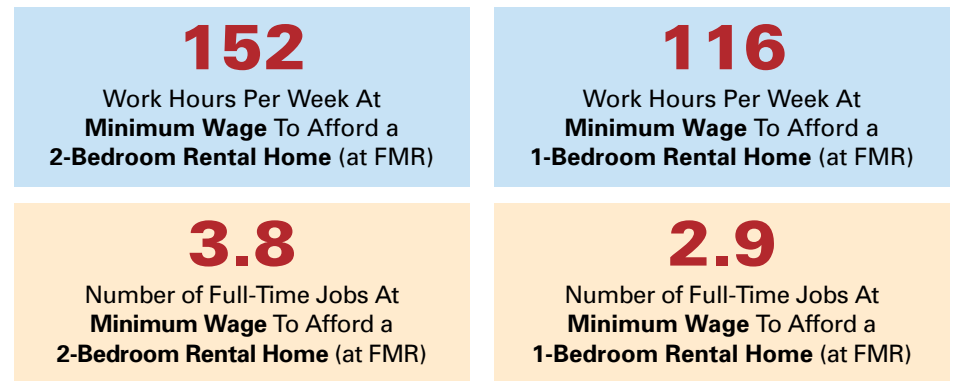 152
Work Hours Per Week At
Minimum Wage To Afford a
2-Bedroom Rental Home (at FMR)
116
Work Hours Per Week At
Minimum Wage To Afford a
1-Bedroom Rental Home (at FMR)
3.8
Number of Full-Time Jobs At
Minimum Wage To Afford a
2-Bedroom Rental Home (at FMR)
2.9
Number of Full-Time Jobs At
Minimum Wage To Afford a
1-Bedroom Rental Home (at FMR)